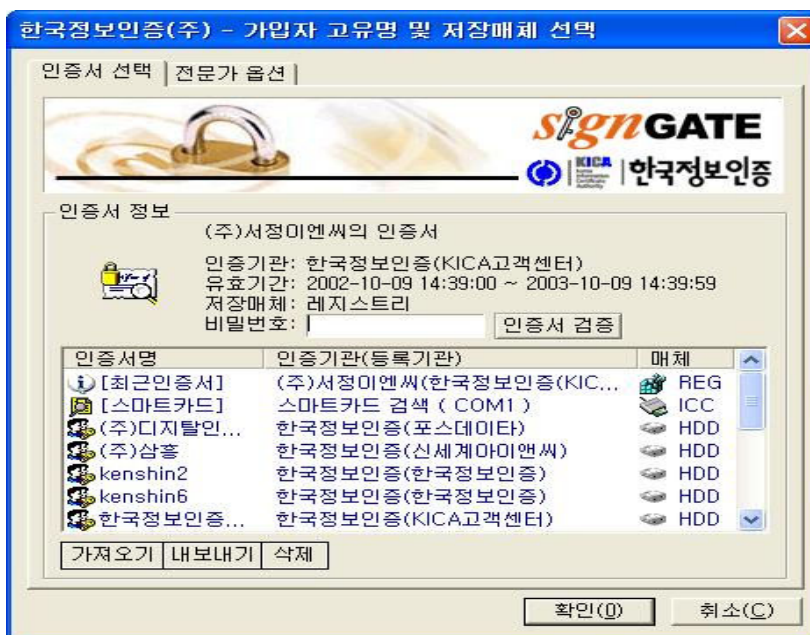 한국정보인증(주) - 가입자 고유명 및 저장매체 선택
인증서 선택 전문가 옵션
signGATE
KICA 한국정보인증
인증서 정보
(주)서정이엔씨의 인증서
인증기관: 한국정보인증(KICA고객센터)
유효기간: 2002-10-09 14:39:00 ~ 2003-10-09 14:39:59
저장매체: 레지스트리
비밀번호: 인증서 검증
인증서명 인증기관(등록기관) 매체
[최근인증서] (주)서정이엔씨(한국정보인증(KIC... REG
[스마트카드] 스마트카드 검색 ( COM1 ) ICC
(주)디지탈인... 한국정보인증(포스데이타) HDD
(주)삼흥 한국정보인증(신세계아이앤씨) HDD
kenshin2 한국정보인증(한국정보인증) HDD
kenshin6 한국정보인증(한국정보인증) HDD
한국정보인증... 한국정보인증(KICA고객센터) HDD
가져오기 내보내기 삭제
확인(O) 취소(C)